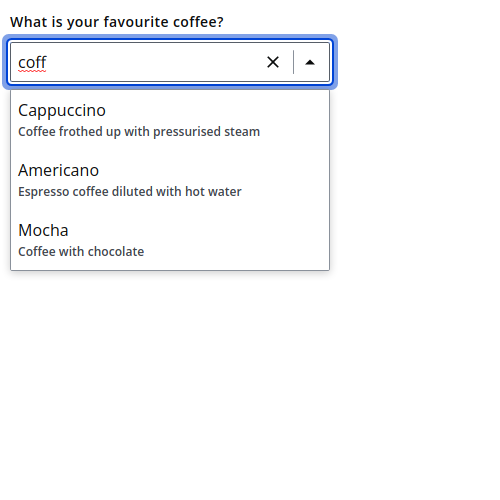 What is your favourite coffee?
coff
Cappuccino
Coffee frothed up with pressurised steam
Americano
Espresso coffee diluted with hot water
Mocha
Coffee with chocolate